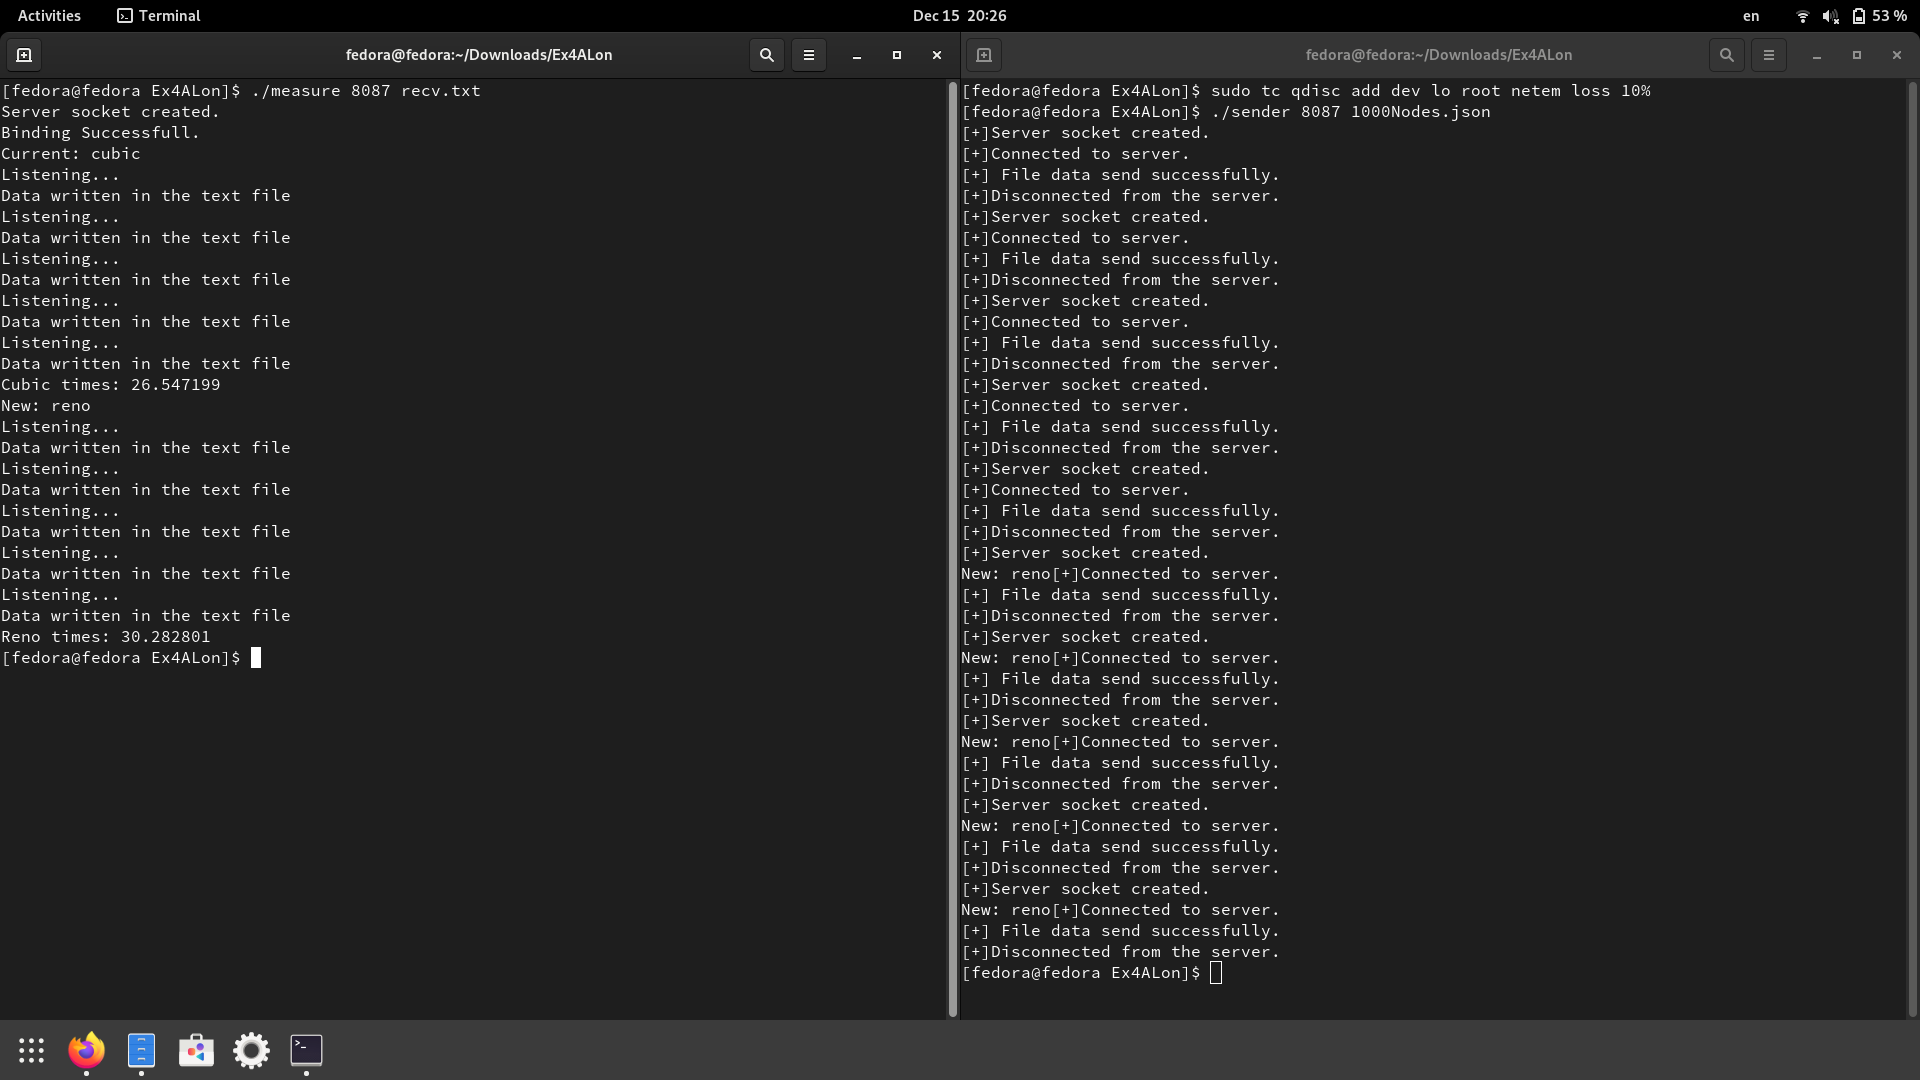 Activities
Terminal
Dec 15 20:26
en
53 %
fedora@fedora:~/Downloads/Ex4ALon
[fedora@fedora Ex4ALon]$ ./measure 8087 recv.txt
Server socket created.
Binding Successfull.
Current: cubic
Listening...
Data written in the text file
Listening...
Data written in the text file
Listening...
Data written in the text file
Listening...
Data written in the text file
Listening...
Data written in the text file
Cubic times: 26.547199
New: reno
Listening...
Data written in the text file
Listening...
Data written in the text file
Listening...
Data written in the text file
Listening...
Data written in the text file
Listening...
Data written in the text file
Reno times: 30.282801
[fedora@fedora Ex4ALon]$
fedora@fedora:~/Downloads/Ex4ALon
[fedora@fedora Ex4ALon]$ sudo tc qdisc add dev lo root netem loss 10%
[fedora@fedora Ex4ALon]$ ./sender 8087 1000Nodes.json
[+]Server socket created.
[+]Connected to server.
[+] File data send successfully.
[+]Disconnected from the server.
[+]Server socket created.
[+]Connected to server.
[+] File data send successfully.
[+]Disconnected from the server.
[+]Server socket created.
[+]Connected to server.
[+] File data send successfully.
[+]Disconnected from the server.
[+]Server socket created.
[+]Connected to server.
[+] File data send successfully.
[+]Disconnected from the server.
[+]Server socket created.
[+]Connected to server.
[+] File data send successfully.
[+]Disconnected from the server.
[+]Server socket created.
New: reno[+]Connected to server.
[+] File data send successfully.
[+]Disconnected from the server.
[+]Server socket created.
New: reno[+]Connected to server.
[+] File data send successfully.
[+]Disconnected from the server.
[+]Server socket created.
New: reno[+]Connected to server.
[+] File data send successfully.
[+]Disconnected from the server.
[+]Server socket created.
New: reno[+]Connected to server.
[+] File data send successfully.
[+]Disconnected from the server.
[+]Server socket created.
New: reno[+]Connected to server.
[+] File data send successfully.
[+]Disconnected from the server.
[fedora@fedora Ex4ALon]$